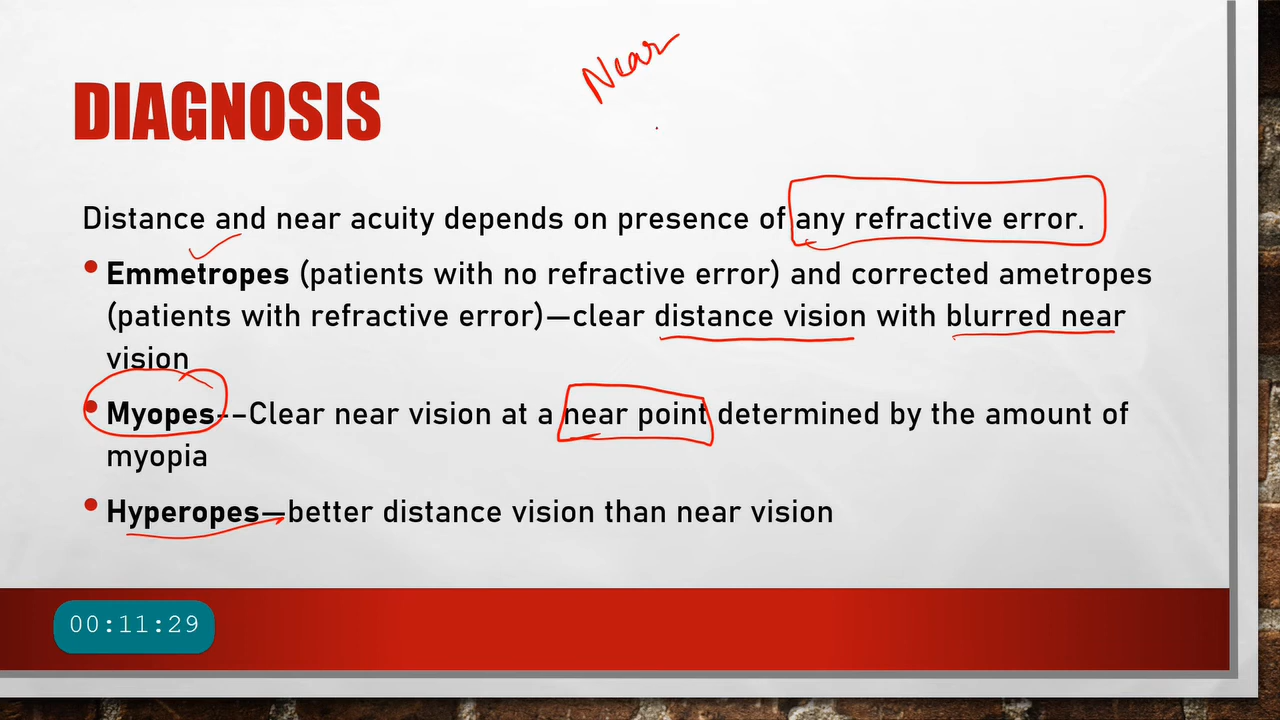 Near
DIAGNOSIS
Distance and near acuity depends on presence of any refractive error.
• Emmetropes (patients with no refractive error) and corrected ametropes
(patients with refractive error)—clear distance vision with blurred near
vision
• Myopes--Clear near vision at a near point determined by the amount of
myopia
• Hyperopes—better distance vision than near vision
00:11:29